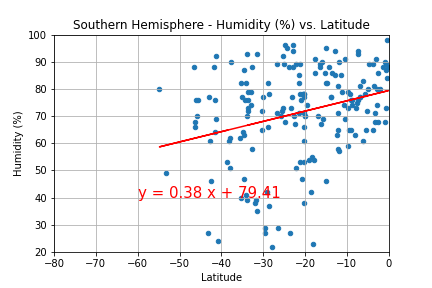 Southern Hemisphere - Humidity (%) vs. Latitude
100
90
80
70
60
50
40
30
20
Humidity (%)
y = 0.38 x + 79.41
−80 −70 −60 −50 −40 −30 −20 −10 0
Latitude